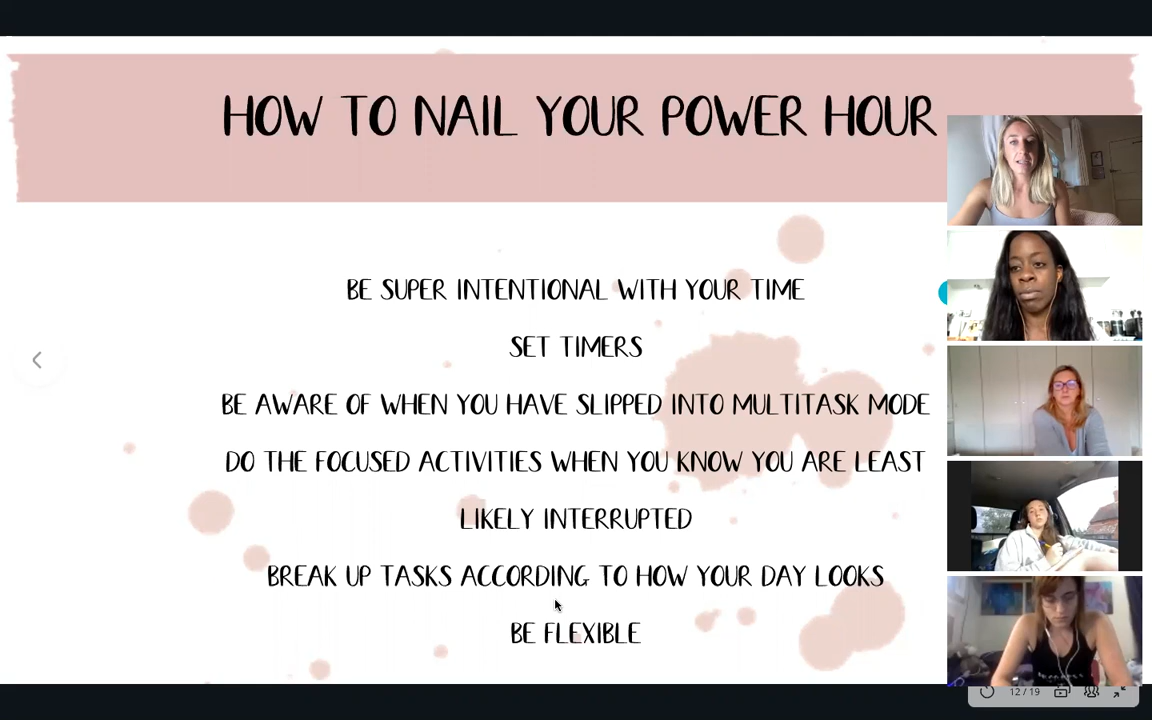 HOW TO NAIL YOUR POWER HOUR
BE SUPER INTENTIONAL WITH YOUR TIME
SET TIMERS
BE AWARE OF WHEN YOU HAVE SLIPPED INTO MULTITASK MODE
DO THE FOCUSED ACTIVITIES WHEN YOU KNOW YOU ARE LEAST
LIKELY INTERRUPTED
BREAK UP TASKS ACCORDING TO HOW YOUR DAY LOOKS
BE FLEXIBLE
12 / 19